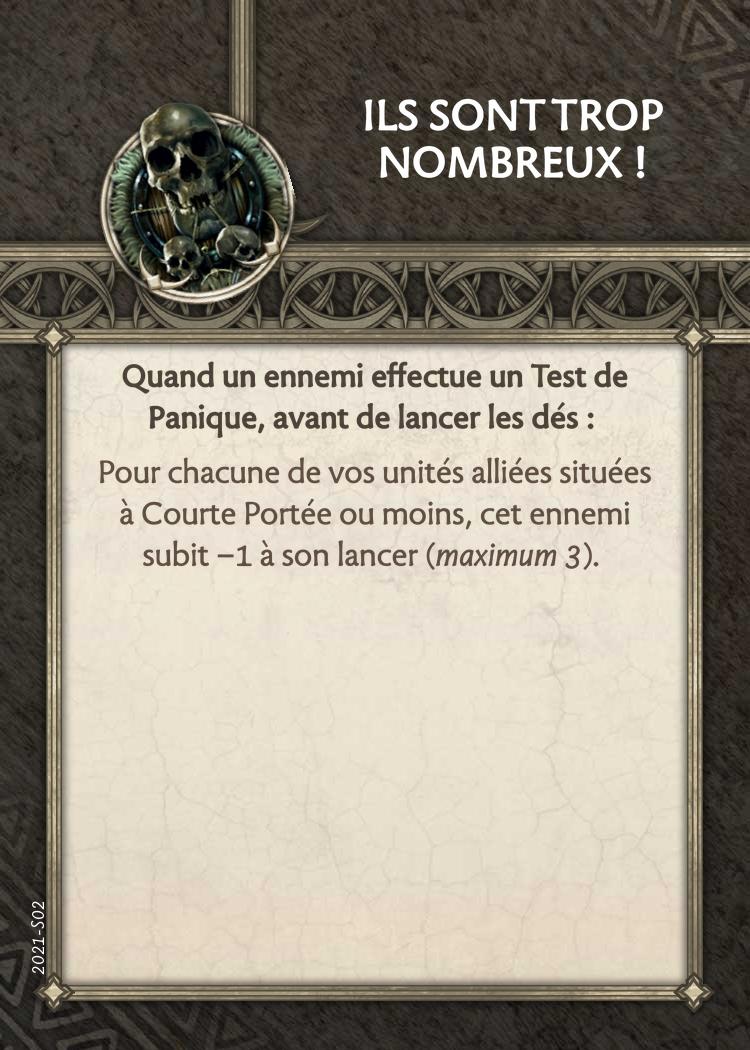 ILS SONT TROP
NOMBREUX !
Quand un ennemi effectue un Test de
Panique, avant de lancer les dés :
Pour chacune de vos unités alliées situées
à Courte Portée ou moins, cet ennemi
subit –1 à son lancer (maximum 3).
2021-S02